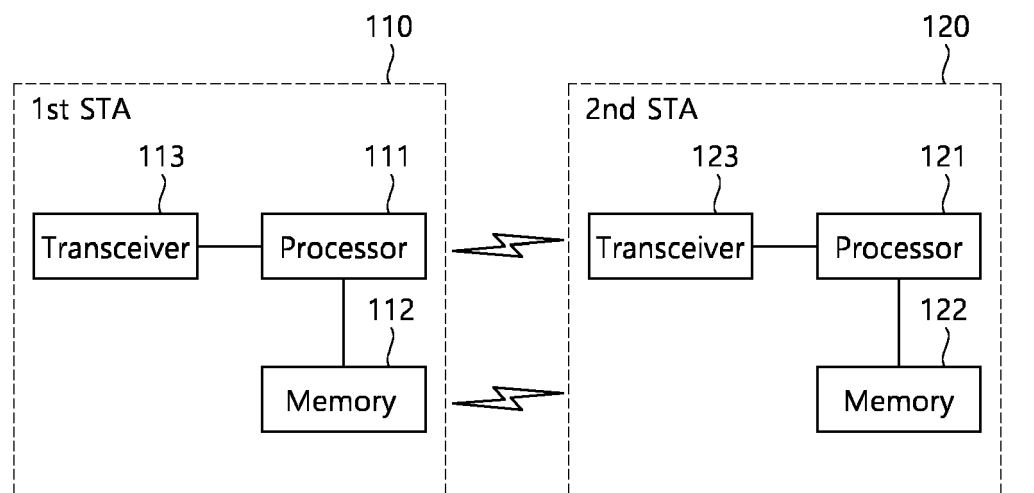 110
120
1st STA
2nd STA
113
111
123
121
Transceiver
Processor
Transceiver
Processor
112
122
Memory
Memory